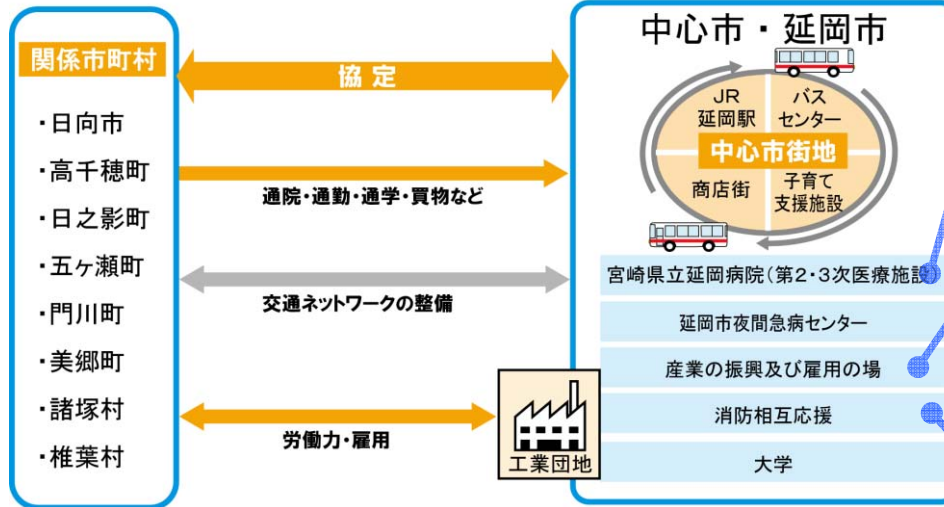 関係市町村
・日向市
・高千穂町
・日之影町
・五ヶ瀬町
・門川町
・美郷町
・諸塚村
・椎葉村
協定
通院・通勤・通学・買物など
交通ネットワークの整備
労働力・雇用
工業団地
中心市・延岡市
JR
延岡駅
バス
センター
中心市街地
商店街
子育て
支援施設
宮崎県立延岡病院(第2・3次医療施設)
延岡市夜間急病センター
産業の振興及び雇用の場
消防相互応援
大学